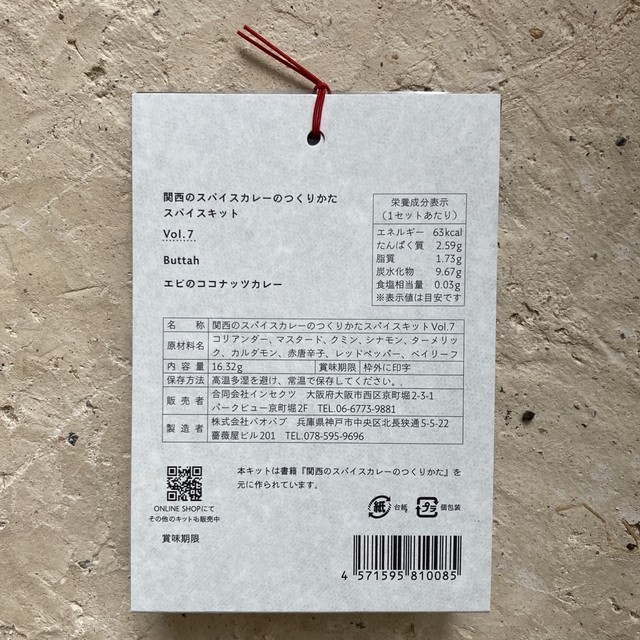 関西のスパイスカレーのつくりかた
スパイスキット
Vol.7
Buttah
エビのココナッツカレー
栄養成分表示
(1セットあたり)
エネルギー 63kcal
たんぱく質 2.59g
脂質 1.73g
炭水化物 9.67g
食塩相当量 0.03g
※表示値は目安です
名 称 関西のスパイスカレーのつくりかたスパイスキットVol.7
原材料名 コリアンダー、マスタード、クミン、シナモン、ターメリッ
ク、カルダモン、赤唐辛子、レッドペッパー、ベイリーフ
内 容 量 16.32g 賞味期限 枠外に印字
保存方法 高温多湿を避け、常温で保存してください。
販 売 者 合同会社インセクツ 大阪府大阪市西区京町堀2-3-1
パークビュー京町堀2F TEL.06-6773-9881
製 造 者 株式会社バオバブ 兵庫県神戸市中央区北長狭通5-5-22
薔薇屋ビル201 TEL.078-595-9696
本キットは書籍『関西のスパイスカレーのつくりかた』を
元に作られています。
ONLINE SHOPにて
その他のキットも販売中
紙 台紙 プラ 個包装
賞味期限
4 571595 810085